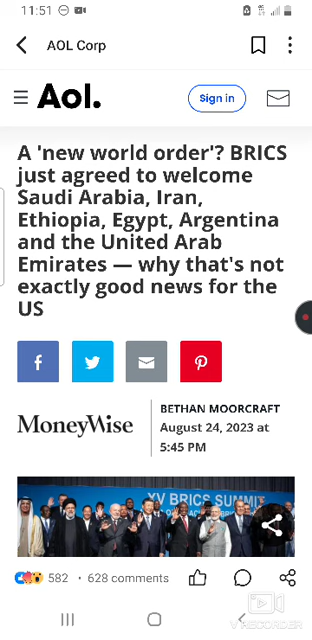 11:51
AOL Corp
Aol.
Sign in
A 'new world order'? BRICS
just agreed to welcome
Saudi Arabia, Iran,
Ethiopia, Egypt, Argentina
and the United Arab
Emirates — why that's not
exactly good news for the
US
MoneyWise
BETHAN MOORCRAFT
August 24, 2023 at
5:45 PM
XV BRICS SUMMIT
582 • 628 comments
V RECORDER